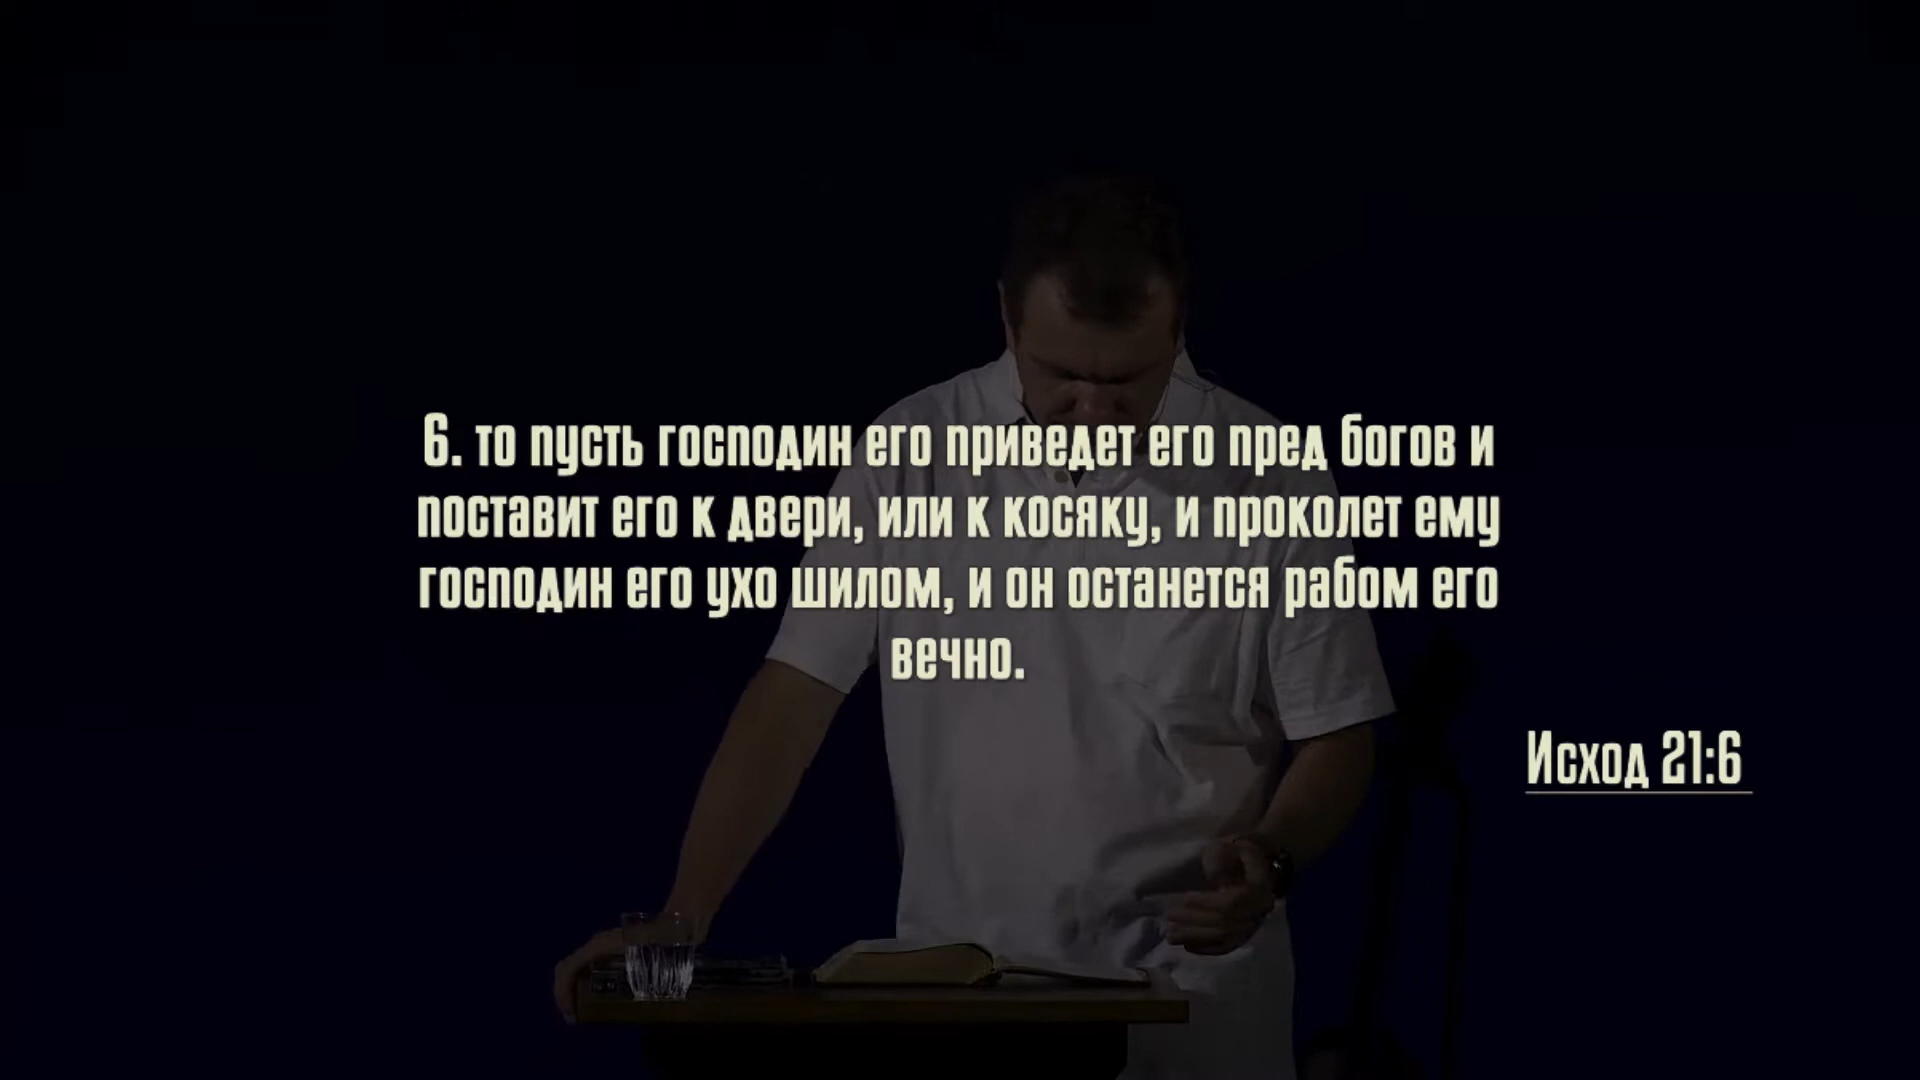 6. то пусть господин его приведет его пред богов и
поставит его к двери, или к косяку, и проколет ему
господин его ухо шилом, и он останется рабом его
вечно.
Исход 21:6